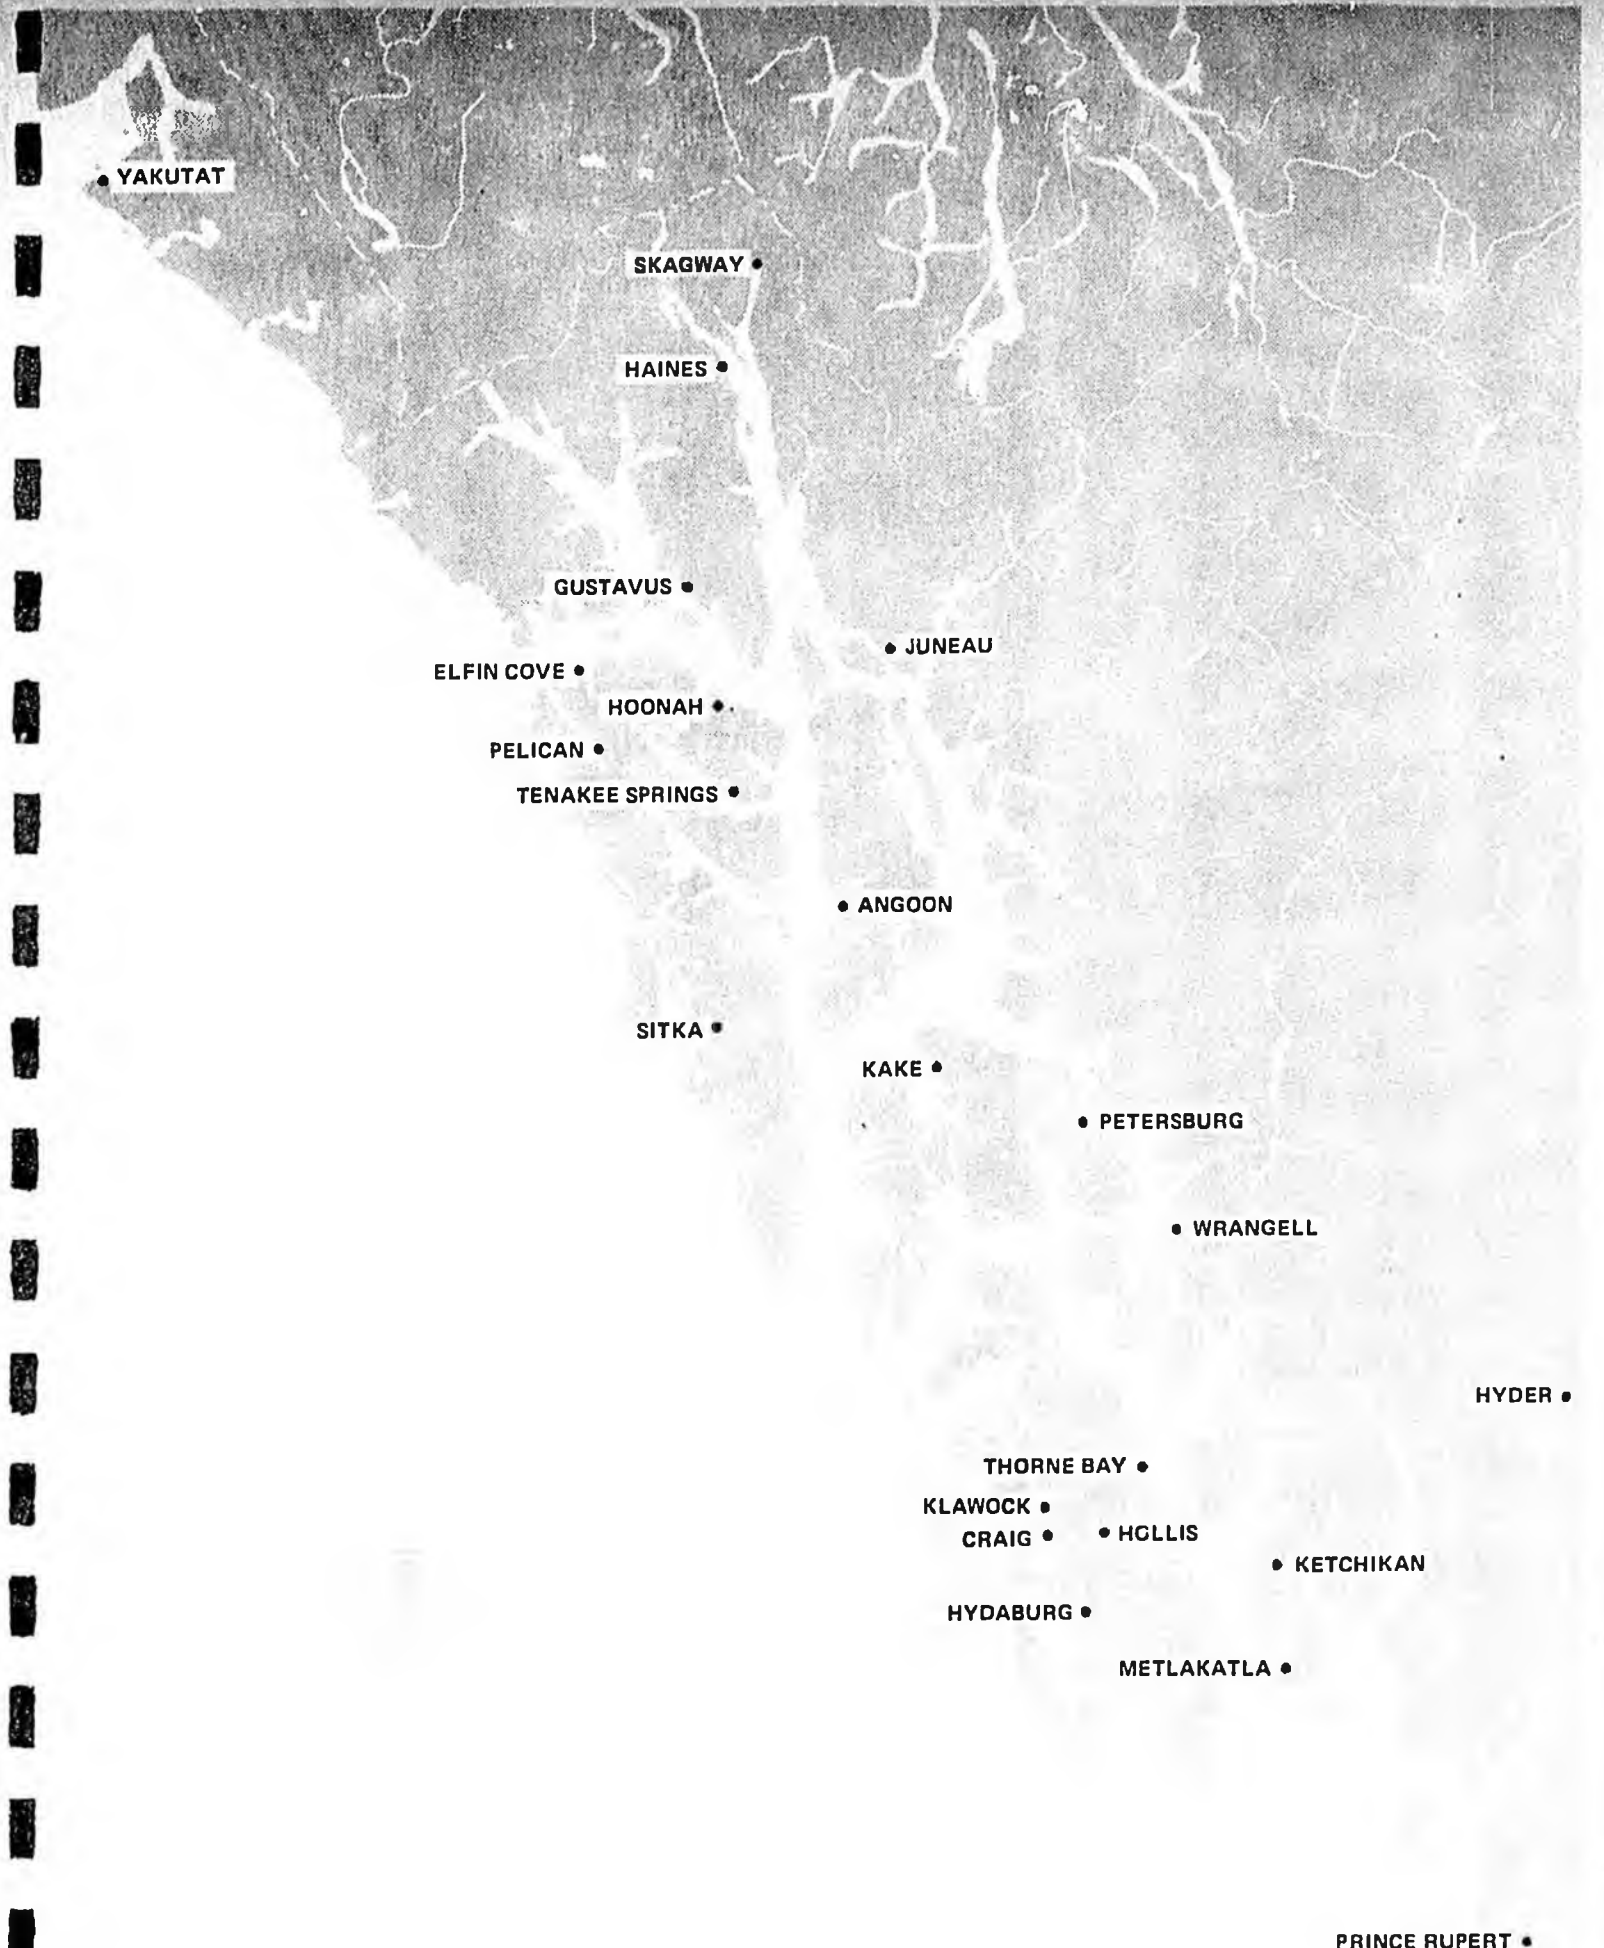 YAKUTAT
SKAGWAY
HAINES
GUSTAVUS
JUNEAU
ELFIN COVE
HOONAH
PELICAN
TENAKEE SPRINGS
ANGOON
SITKA
KAKE
PETERSBURG
WRANGELL
HYDER
THORNE BAY
KLAWOCK
CRAIG
HOLLIS
KETCHIKAN
HYDABURG
METLAKATLA
PRINCE RUPERT